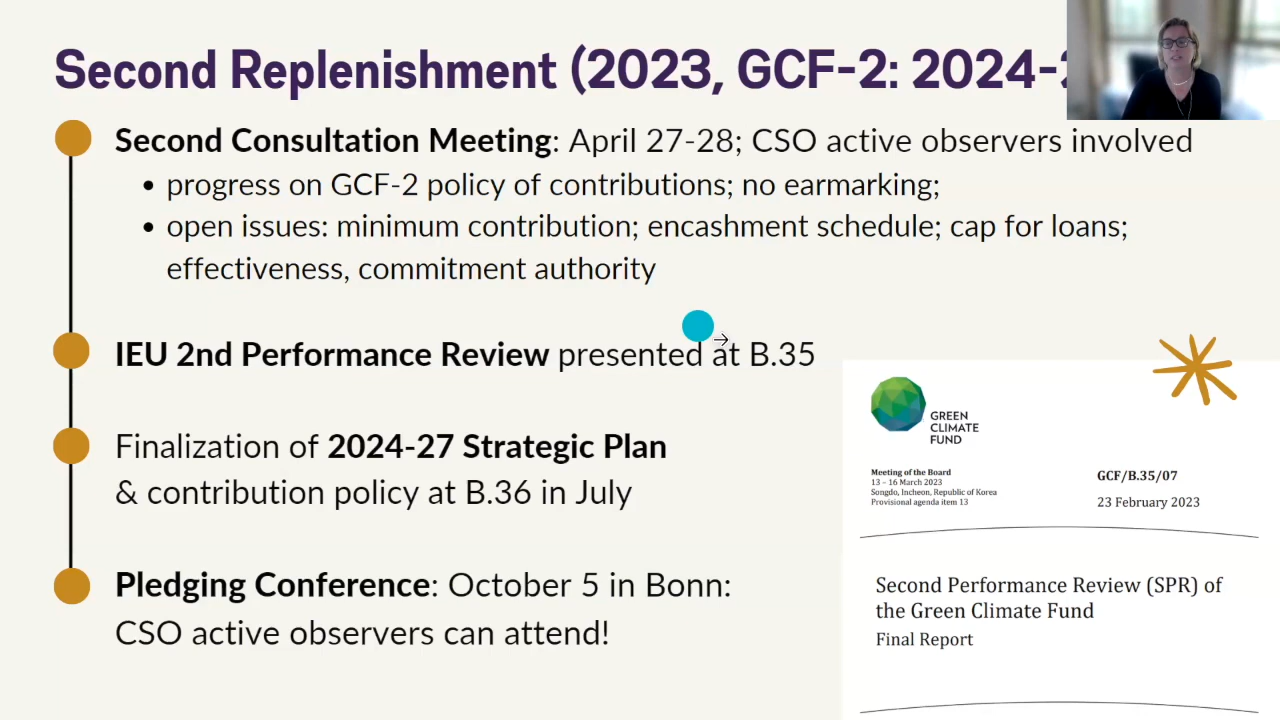 Second Replenishment (2023, GCF-2: 2024-
Second Consultation Meeting: April 27-28; CSO active observers involved
• progress on GCF-2 policy of contributions; no earmarking;
• open issues: minimum contribution; encashment schedule; cap for loans;
effectiveness, commitment authority
IEU 2nd Performance Review presented at B.35
Finalization of 2024-27 Strategic Plan
& contribution policy at B.36 in July
Pledging Conference: October 5 in Bonn:
CSO active observers can attend!
GREEN
CLIMATE
FUND
Meeting of the Board
13 – 16 March 2023
Songdo, Incheon, Republic of Korea
Provisional agenda item 13
GCF/B.35/07
23 February 2023
Second Performance Review (SPR) of
the Green Climate Fund
Final Report